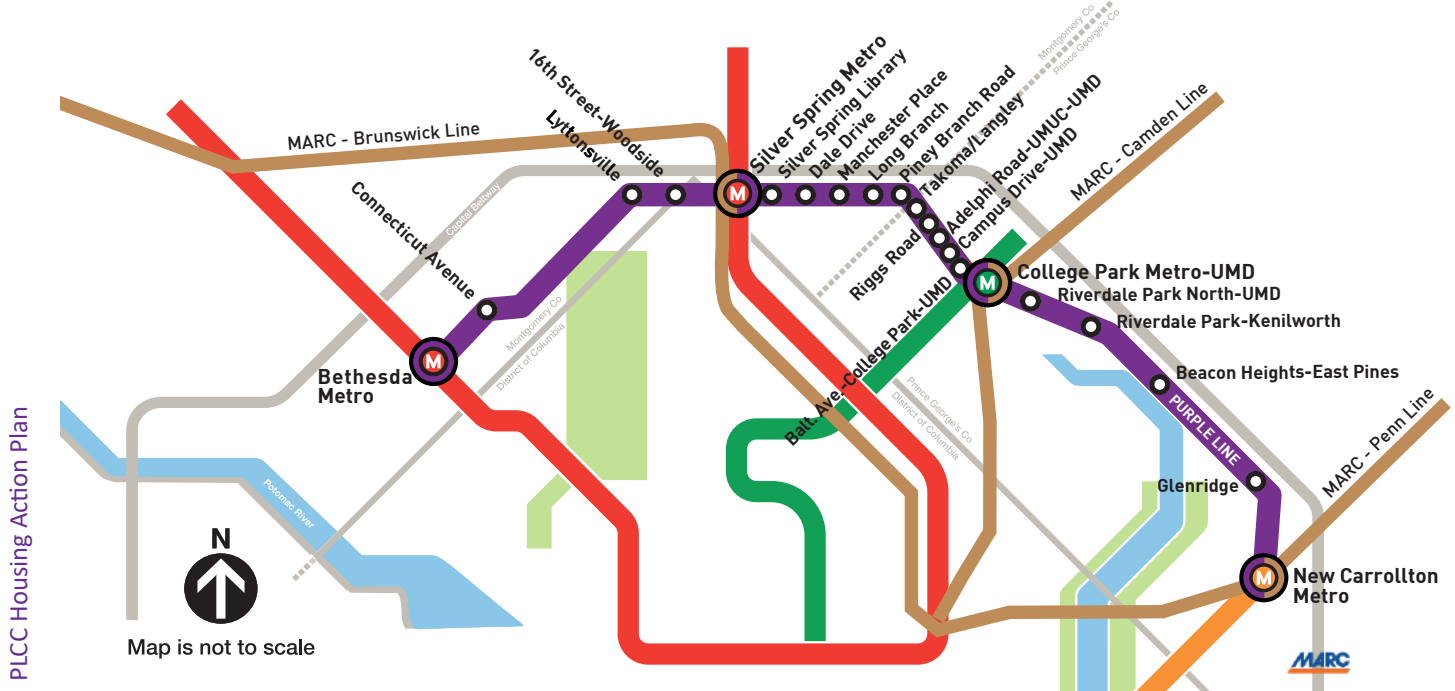 PLCC Housing Action Plan
MARC - Brunswick Line
Capital Beltway
Connecticut Avenue
Lyttonsville
16th Street-Woodside
Silver Spring Metro
Silver Spring Library
Dale Drive
Manchester Place
Long Branch
Piney Branch Road
Takoma/Langley
Riggs Road
Adelphi Road-UMUC-UMD
Campus Drive-UMD
Balt. Ave.-College Park-UMD
Montgomery Co
Prince George's Co
MARC - Camden Line
M
M
College Park Metro-UMD
Riverdale Park North-UMD
Riverdale Park-Kenilworth
Beacon Heights-East Pines
PURPLE LINE
Glenridge
MARC - Penn Line
M
New Carrollton
Metro
M
Bethesda
Metro
Montgomery Co
District of Columbia
Prince George's Co
District of Columbia
Potomac River
N
Map is not to scale
MARC